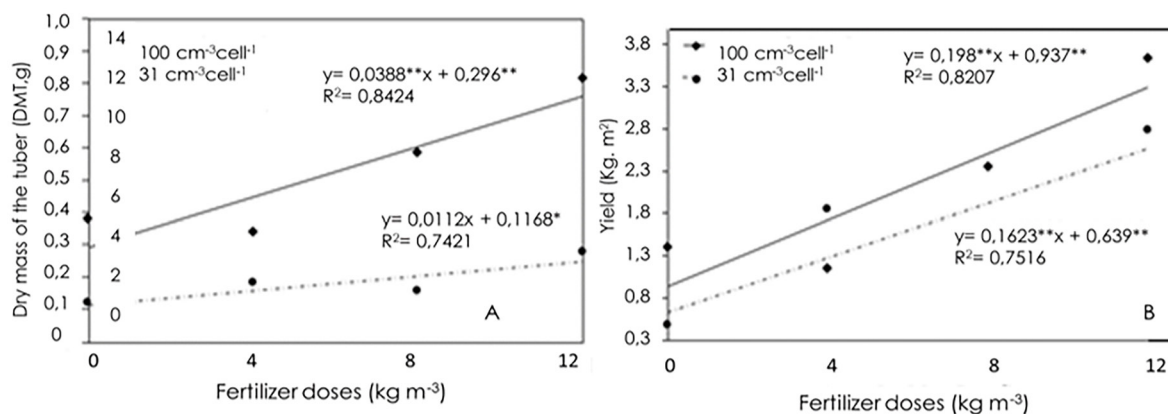 Dry mass of the tuber (DMT,g)
1,0
0,9
0,8
0,7
0,6
0,5
0,4
0,3
0,2
0,1
0
14
12
10
8
6
4
2
0
100 cm⁻³cell⁻¹
31 cm⁻³cell⁻¹
y= 0,0388**x + 0,296**
R²= 0,8424
y= 0,0112x + 0,1168*
R²= 0,7421
A
0 4 8 12
Fertilizer doses (kg m⁻³)
Yield (Kg. m²)
3.8
3.3
2.8
2.3
1.8
1.3
0.8
0.3
100 cm⁻³cell⁻¹
31 cm⁻³cell⁻¹
y= 0,198**x + 0,937**
R²= 0,8207
y= 0,1623**x + 0,639**
R²= 0,7516
B
0 4 8 12
Fertilizer doses (kg m⁻³)